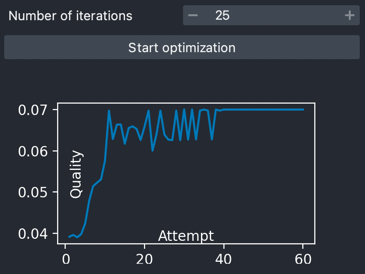 Number of iterations − 25 +
Start optimization
0.07
0.06
0.05
0.04
Quality
Attempt
0 20 40 60